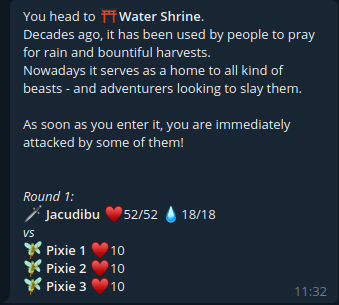 You head to ⛩️Water Shrine.
Decades ago, it has been used by people to pray
for rain and bountiful harvests.
Nowadays it serves as a home to all kind of
beasts - and adventurers looking to slay them.

As soon as you enter it, you are immediately
attacked by some of them!

Round 1:
🗡️ Jacudibu ❤️52/52 💧18/18
vs
🧚 Pixie 1 ❤️10
🧚 Pixie 2 ❤️10
🧚 Pixie 3 ❤️10
11:32